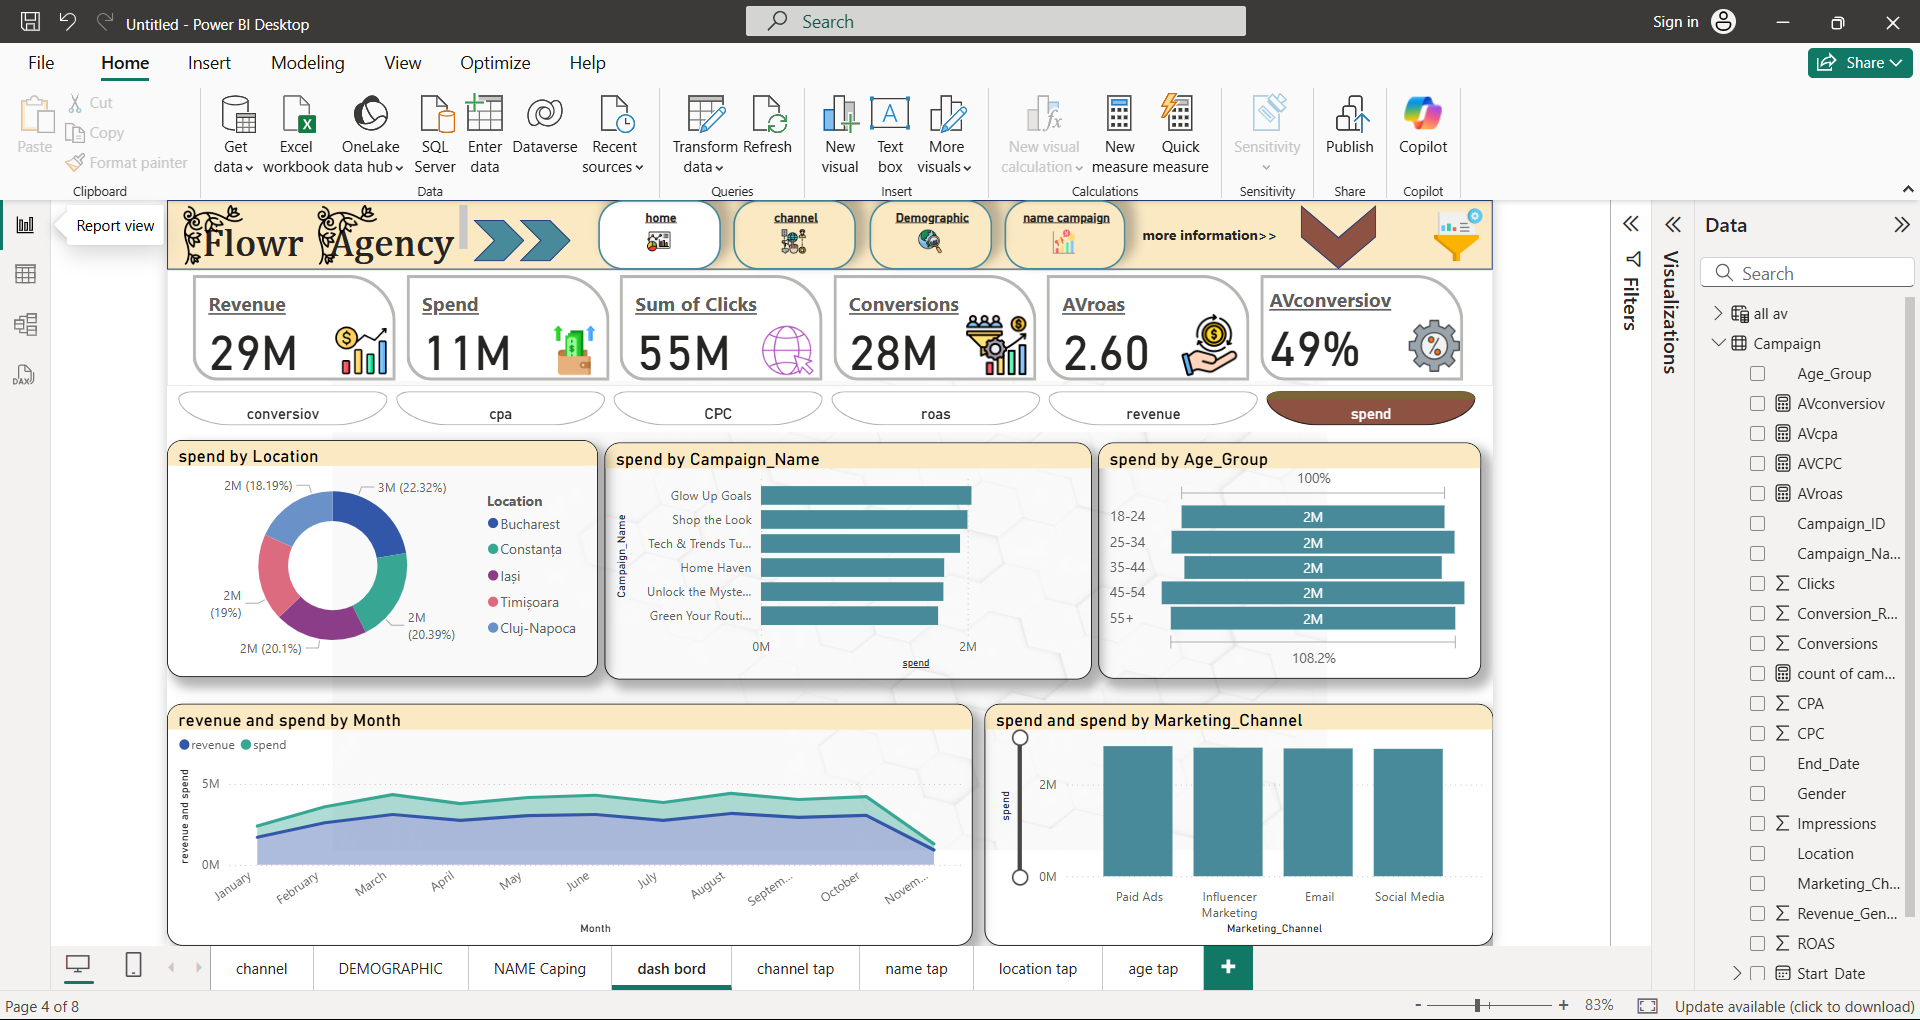 Untitled - Power BI Desktop
Search
Sign in
File
Home
Insert
Modeling
View
Optimize
Help
Share
Paste
Cut
Copy
Format painter
Clipboard
Get data
Excel workbook
OneLake data hub
SQL Server
Enter data
Dataverse
Recent sources
Data
Transform data
Refresh
Queries
New visual
Text box
More visuals
Insert
New visual calculation
New measure
Quick measure
Calculations
Sensitivity
Sensitivity
Publish
Share
Copilot
Copilot
Report view
DAX
Flowr Agency
home
channel
Demographic
name campaign
more information>>
Revenue
29M
Spend
11M
Sum of Clicks
55M
Conversions
28M
AVroas
2.60
AVconversiov
49%
conversiov
cpa
CPC
roas
revenue
spend
spend by Location
2M (18.19%)
3M (22.32%)
2M (19%)
2M (20.39%)
2M (20.1%)
Location
Bucharest
Constanța
Iași
Timișoara
Cluj-Napoca
spend by Campaign_Name
Campaign_Name
Glow Up Goals
Shop the Look
Tech & Trends Tu...
Home Haven
Unlock the Myste...
Green Your Routi...
0M
2M
spend
spend by Age_Group
100%
18-24
2M
25-34
2M
35-44
2M
45-54
2M
55+
2M
108.2%
revenue and spend by Month
revenue
spend
revenue and spend
5M
0M
January
February
March
April
May
June
July
August
Septem...
October
Novem...
Month
spend and spend by Marketing_Channel
spend
2M
0M
Paid Ads
Influencer Marketing
Email
Social Media
Marketing_Channel
Filters
Visualizations
Data
Search
all av
Campaign
Age_Group
AVconversiov
AVcpa
AVCPC
AVroas
Campaign_ID
Campaign_Na...
Clicks
Conversion_R...
Conversions
count of cam...
CPA
CPC
End_Date
Gender
Impressions
Location
Marketing_Ch...
Revenue_Gen...
ROAS
Start_Date
channel
DEMOGRAPHIC
NAME Caping
dash bord
channel tap
name tap
location tap
age tap
Page 4 of 8
83%
Update available (click to download)